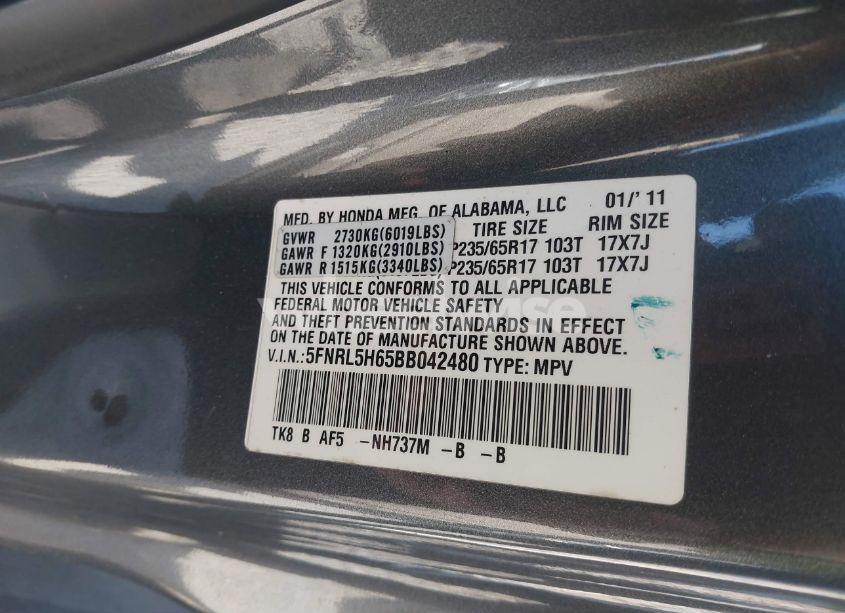 MFD. BY HONDA MFG. OF ALABAMA, LLC 01/'11
TIRE SIZE RIM SIZE
GVWR 2730KG(6019LBS)
GAWR F 1320KG(2910LBS) P235/65R17 103T 17X7J
GAWR R 1515KG(3340LBS) P235/65R17 103T 17X7J
THIS VEHICLE CONFORMS TO ALL APPLICABLE
FEDERAL MOTOR VEHICLE SAFETY
AND THEFT PREVENTION STANDARDS IN EFFECT
ON THE DATE OF MANUFACTURE SHOWN ABOVE.
V.I.N.:5FNRL5H65BB042480 TYPE: MPV
TK8 B AF5 -NH737M -B -B